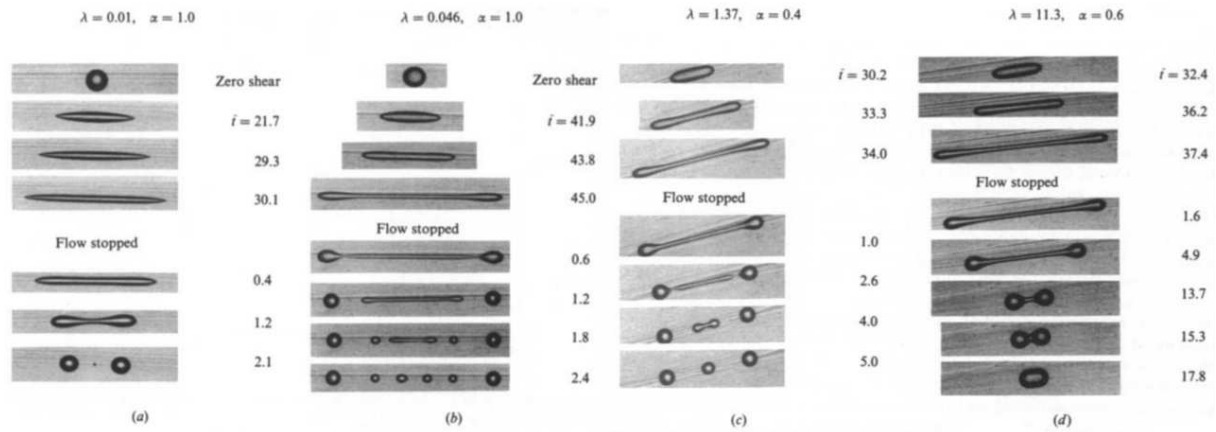 λ = 0.01, α = 1.0
Zero shear
ṫ = 21.7
29.3
30.1
Flow stopped
0.4
1.2
2.1
(a)
λ = 0.046, α = 1.0
Zero shear
ṫ = 41.9
43.8
45.0
Flow stopped
0.6
1.2
1.8
2.4
(b)
λ = 1.37, α = 0.4
ṫ = 30.2
33.3
34.0
Flow stopped
1.0
2.6
4.0
5.0
(c)
λ = 11.3, α = 0.6
ṫ = 32.4
36.2
37.4
Flow stopped
1.6
4.9
13.7
15.3
17.8
(d)